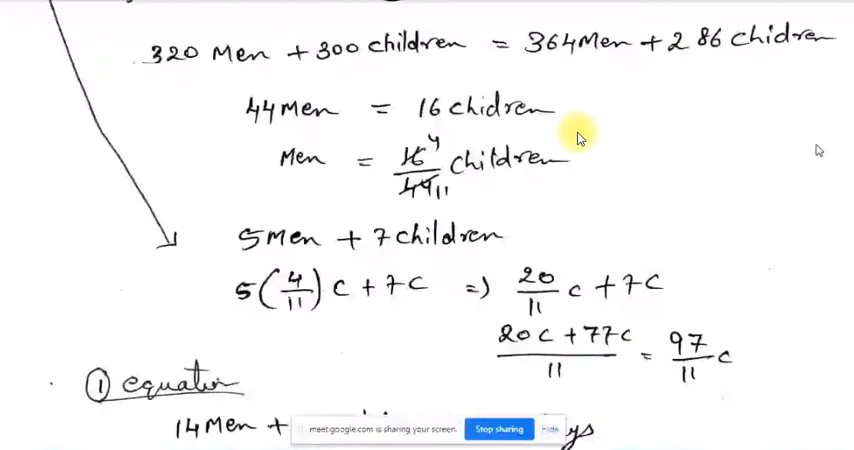 320 Men + 300 children = 364 Men + 286 Chidren
44 Men = 16 chidren
Men = 16 4 / 44 11 children
5 Men + 7 children
5 (4/11) C + 7C => 20/11 C + 7C
20C + 77C / 11 = 97/11 C
① equation
14 Men +
meet.google.com is sharing your screen. Stop sharing Hide